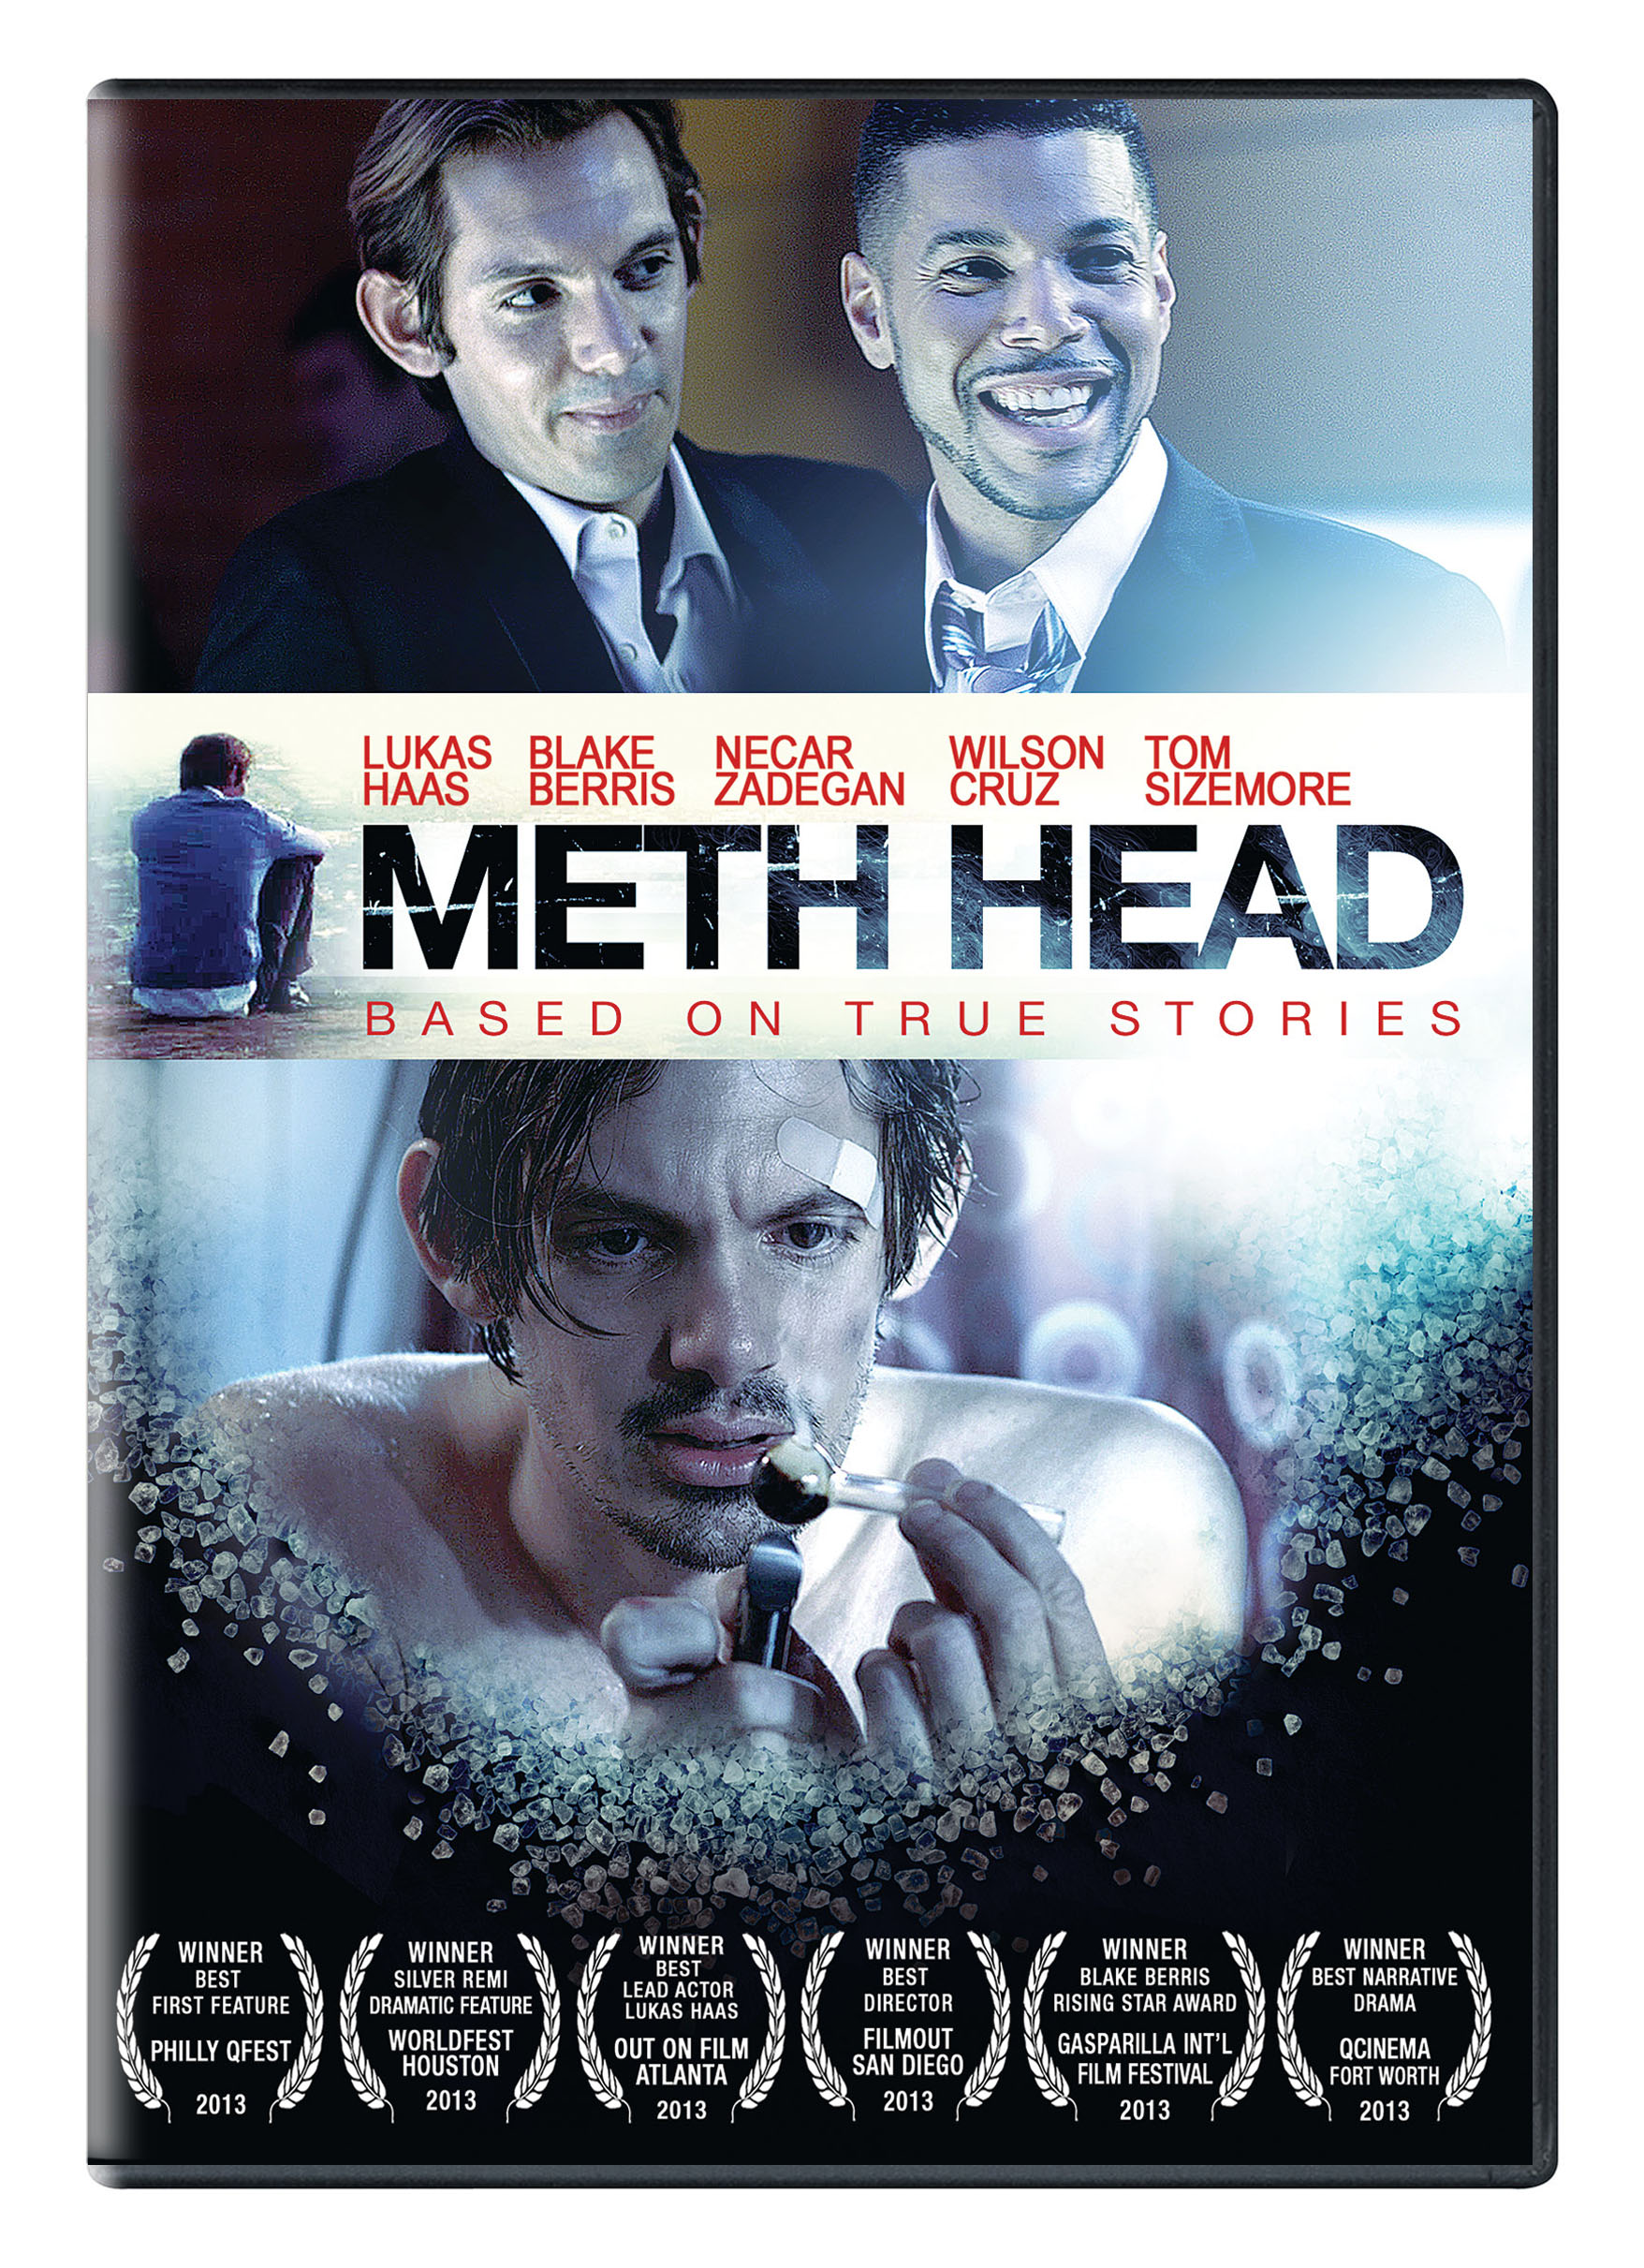 LUKAS HAAS
BLAKE BERRIS
NECAR ZADEGAN
WILSON CRUZ
TOM SIZEMORE
METH HEAD
BASED ON TRUE STORIES
WINNER
BEST
FIRST FEATURE
PHILLY QFEST
2013
WINNER
SILVER REMI
DRAMATIC FEATURE
WORLDFEST
HOUSTON
2013
WINNER
BEST
LEAD ACTOR
LUKAS HAAS
OUT ON FILM
ATLANTA
2013
WINNER
BEST
DIRECTOR
FILMOUT
SAN DIEGO
2013
WINNER
BLAKE BERRIS
RISING STAR AWARD
GASPARILLA INT'L
FILM FESTIVAL
2013
WINNER
BEST NARRATIVE
DRAMA
QCINEMA
FORT WORTH
2013